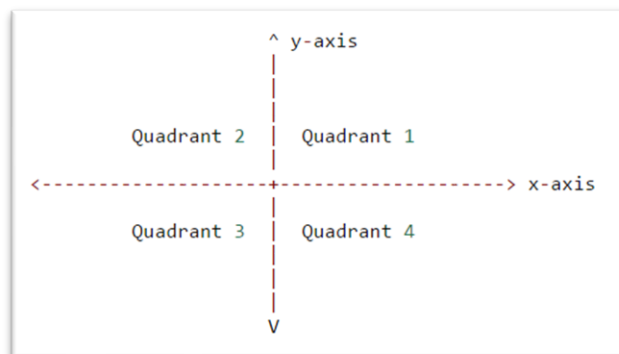 ^ y-axis
|
|
|
Quadrant 2 | Quadrant 1
|
<--------------------+--------------------> x-axis
|
Quadrant 3 | Quadrant 4
|
|
|
V